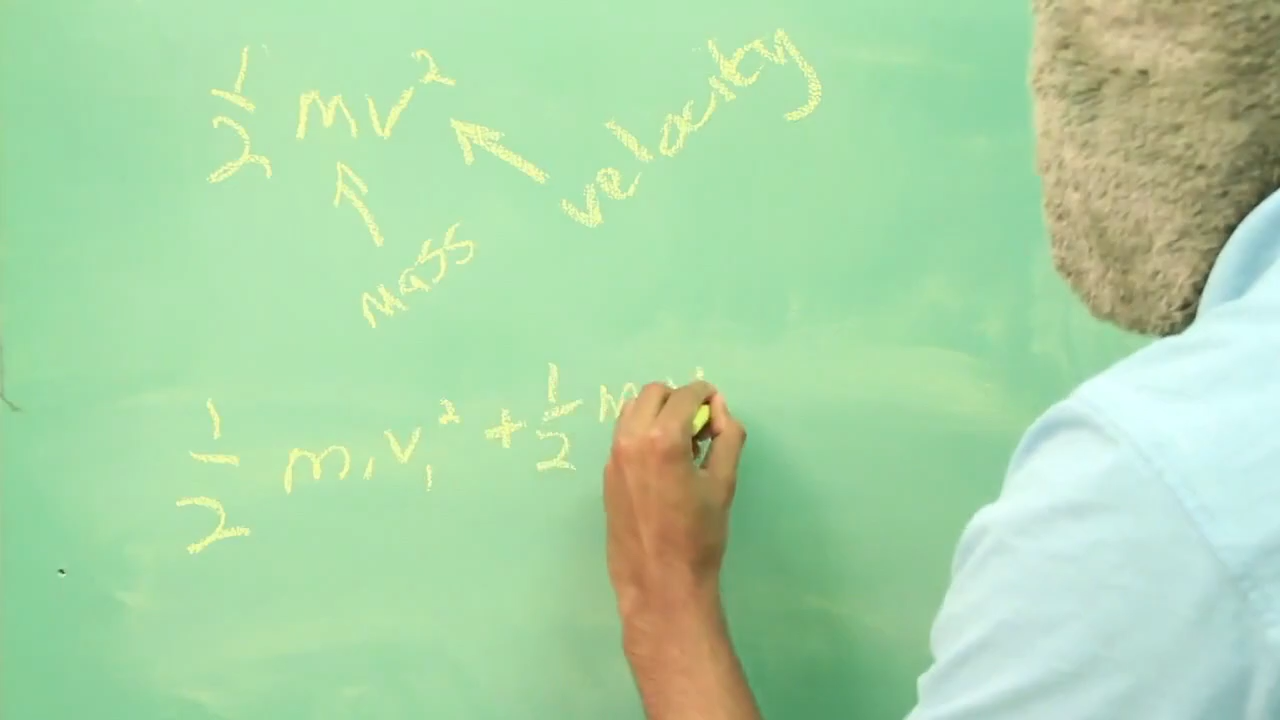 ½ mv²
velocity
mass
½ m₁v₁² + ½ m